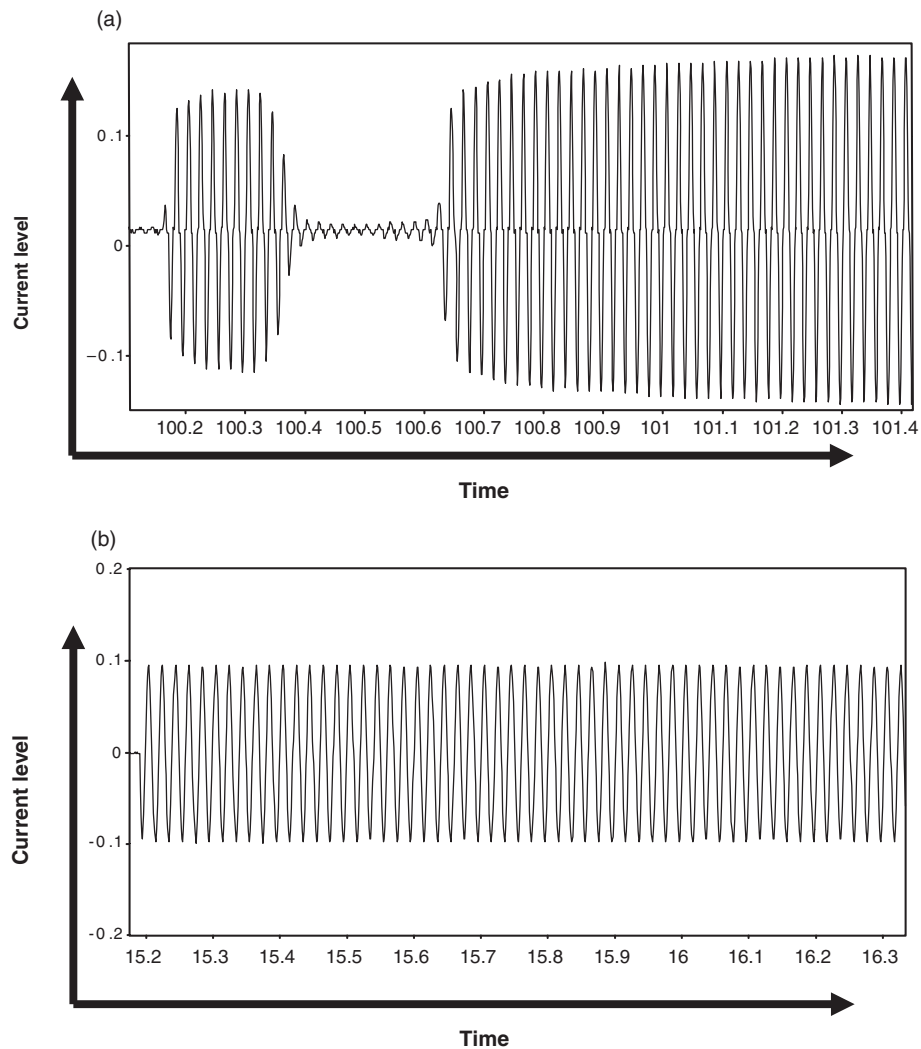 (a)
0.1
0
−0.1
Current level
100.2 100.3 100.4 100.5 100.6 100.7 100.8 100.9 101 101.1 101.2 101.3 101.4
Time
(b)
0.2
0.1
0
-0.1
-0.2
Current level
15.2 15.3 15.4 15.5 15.6 15.7 15.8 15.9 16 16.1 16.2 16.3
Time